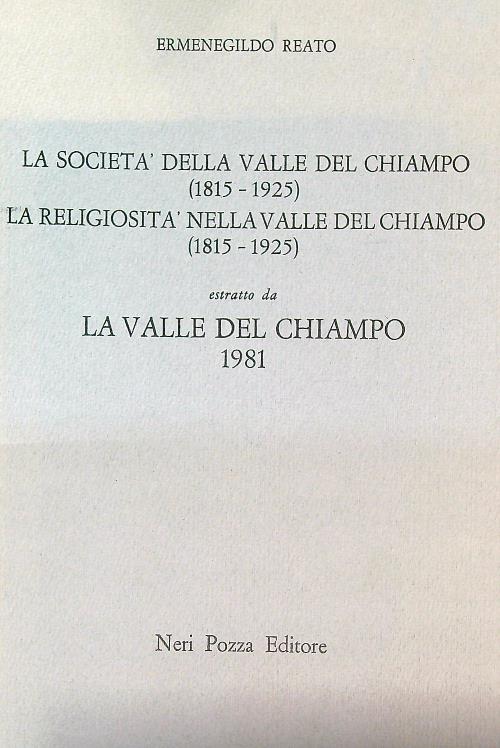 ERMENEGILDO REATO
LA SOCIETA' DELLA VALLE DEL CHIAMPO
(1815 - 1925)
LA RELIGIOSITA' NELLA VALLE DEL CHIAMPO
(1815 - 1925)
estratto da
LA VALLE DEL CHIAMPO
1981
Neri Pozza Editore